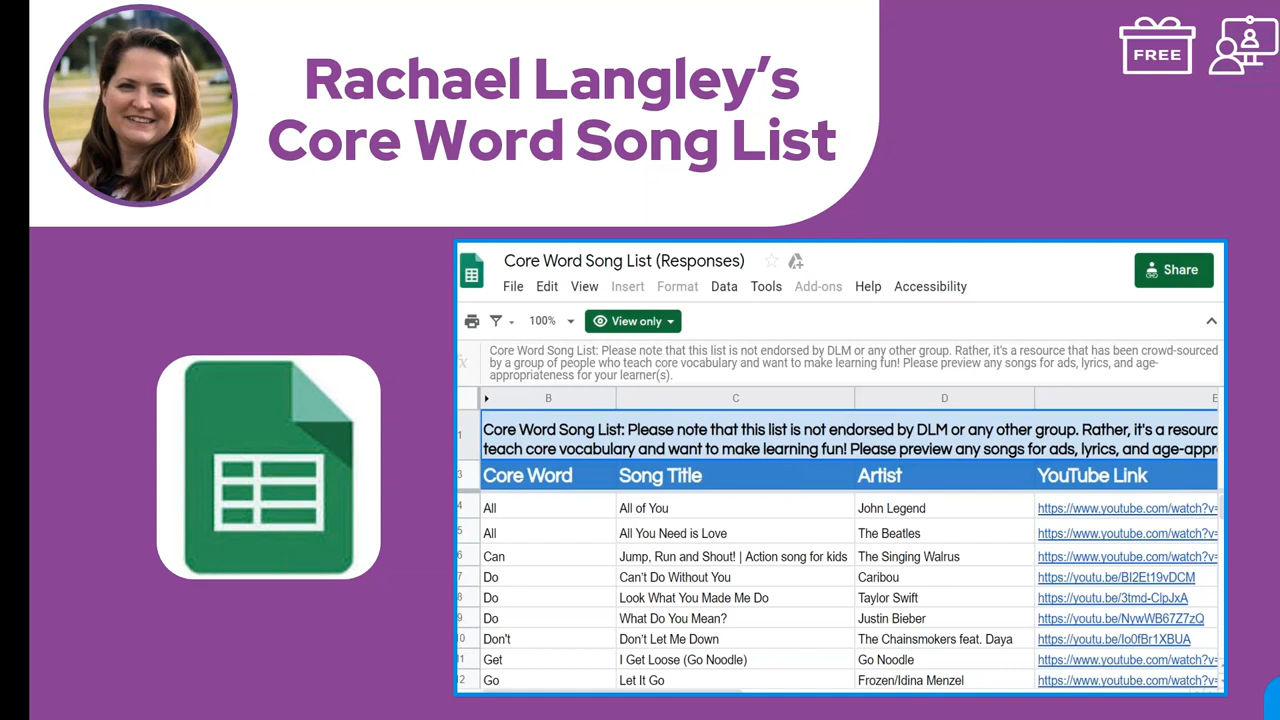 Rachael Langley’s
Core Word Song List
FREE
Core Word Song List (Responses)
Share
File Edit View Insert Format Data Tools Add-ons Help Accessibility
100% View only
fx Core Word Song List: Please note that this list is not endorsed by DLM or any other group. Rather, it's a resource that has been crowd-sourced
by a group of people who teach core vocabulary and want to make learning fun! Please preview any songs for ads, lyrics, and age-
appropriateness for your learner(s).
B C D E
1 Core Word Song List: Please note that this list is not endorsed by DLM or any other group. Rather, it's a resourc
teach core vocabulary and want to make learning fun! Please preview any songs for ads, lyrics, and age-appr
3 Core Word Song Title Artist YouTube Link
4 All All of You John Legend https://www.youtube.com/watch?v=
5 All All You Need is Love The Beatles https://www.youtube.com/watch?v=
6 Can Jump, Run and Shout! | Action song for kids The Singing Walrus https://www.youtube.com/watch?v=
7 Do Can't Do Without You Caribou https://youtu.be/BI2Et19vDCM
8 Do Look What You Made Me Do Taylor Swift https://youtu.be/3tmd-ClpJxA
9 Do What Do You Mean? Justin Bieber https://youtu.be/NywWB67Z7zQ
10 Don't Don't Let Me Down The Chainsmokers feat. Daya https://youtu.be/Io0fBr1XBUA
11 Get I Get Loose (Go Noodle) Go Noodle https://www.youtube.com/watch?v=
12 Go Let It Go Frozen/Idina Menzel https://www.youtube.com/watch?v=